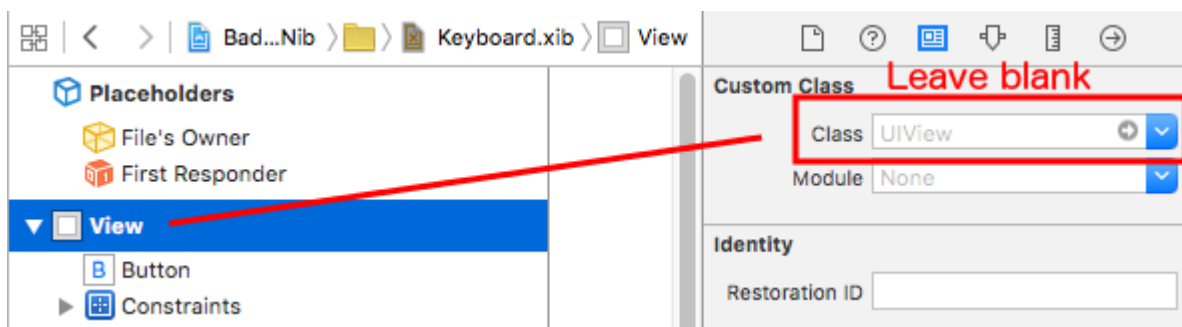 Bad...Nib Keyboard.xib View
Leave blank
Placeholders
File's Owner
First Responder
View
B Button
Constraints
Custom Class
Class UIView
Module None
Identity
Restoration ID